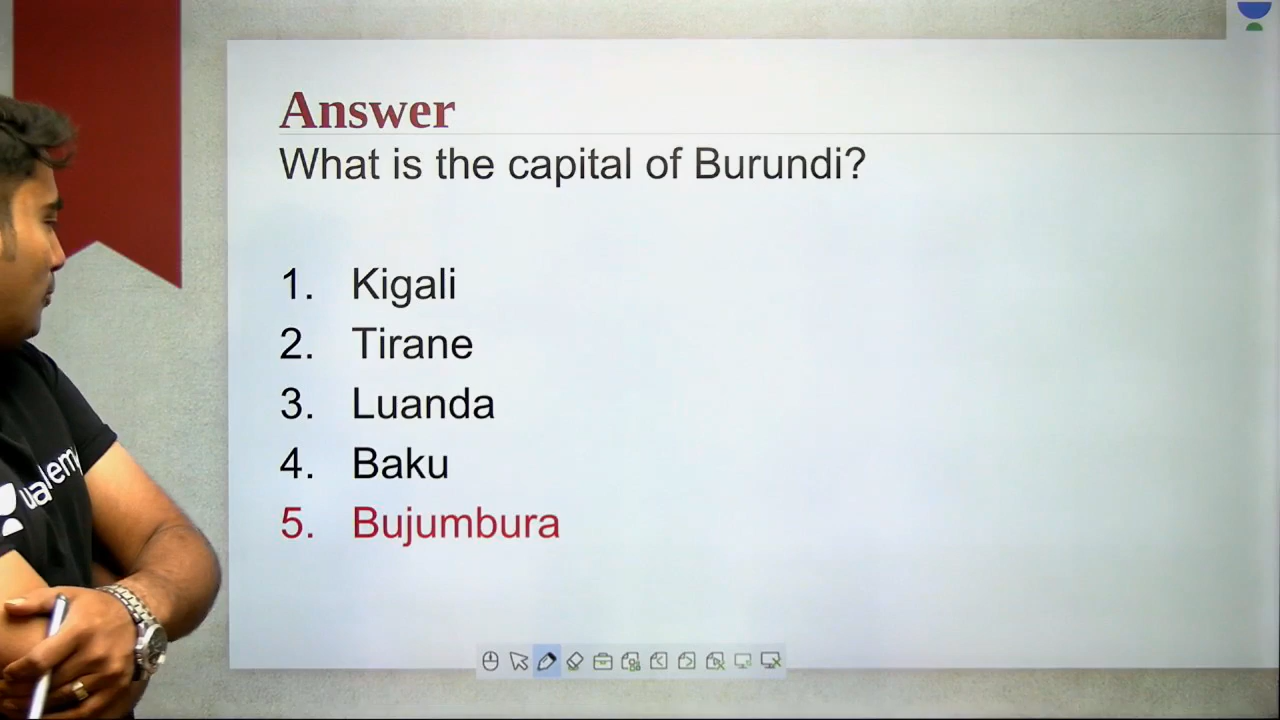 Answer
What is the capital of Burundi?
1. Kigali
2. Tirane
3. Luanda
4. Baku
5. Bujumbura